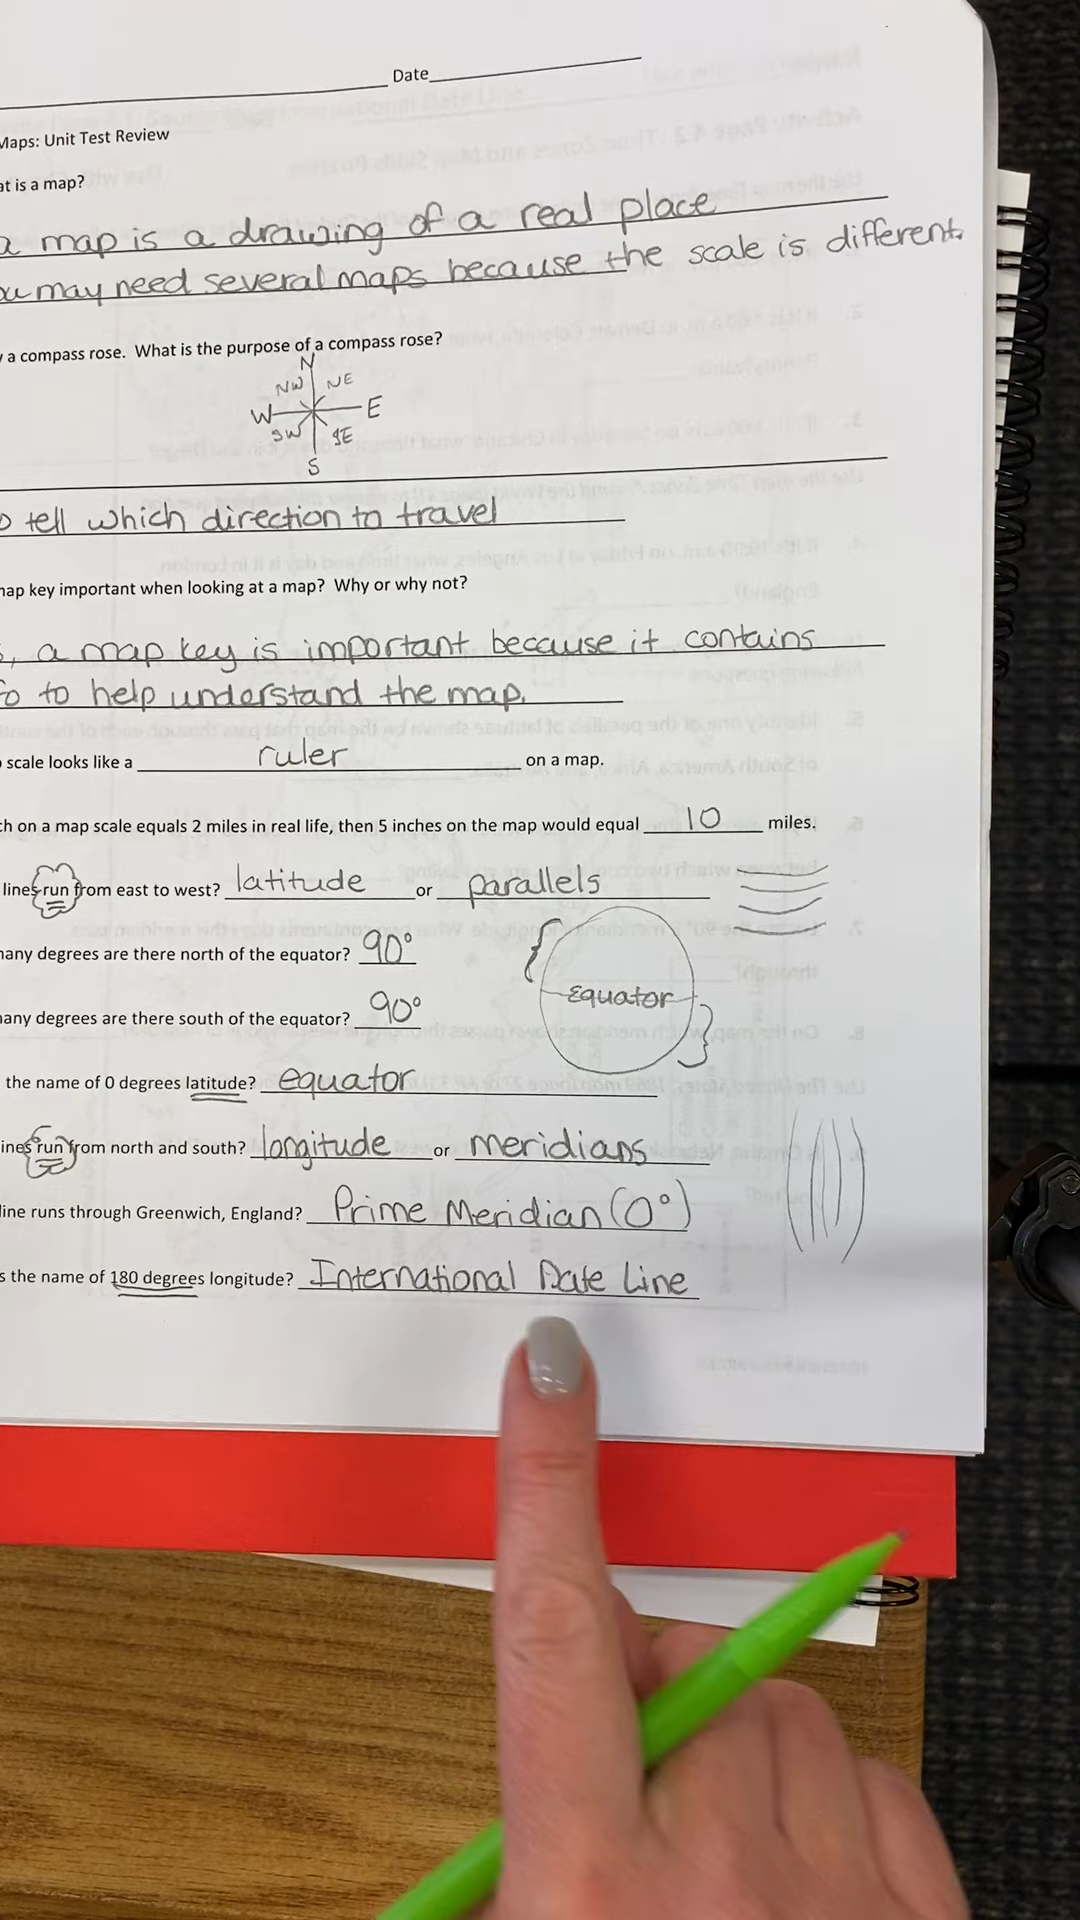 Date
Maps: Unit Test Review
at is a map?
a map is a drawing of a real place
ou may need several maps because the scale is different.
a compass rose. What is the purpose of a compass rose?
N
NW NE
W E
SW SE
S
o tell which direction to travel
map key important when looking at a map? Why or why not?
s, a map key is important because it contains
fo to help understand the map.
scale looks like a ruler on a map.
ch on a map scale equals 2 miles in real life, then 5 inches on the map would equal 10 miles.
lines run from east to west? latitude or parallels
many degrees are there north of the equator? 90°
Equator
many degrees are there south of the equator? 90°
the name of 0 degrees latitude? equator
ines run from north and south? longitude or meridians
line runs through Greenwich, England? Prime Meridian (0°)
s the name of 180 degrees longitude? International Date Line